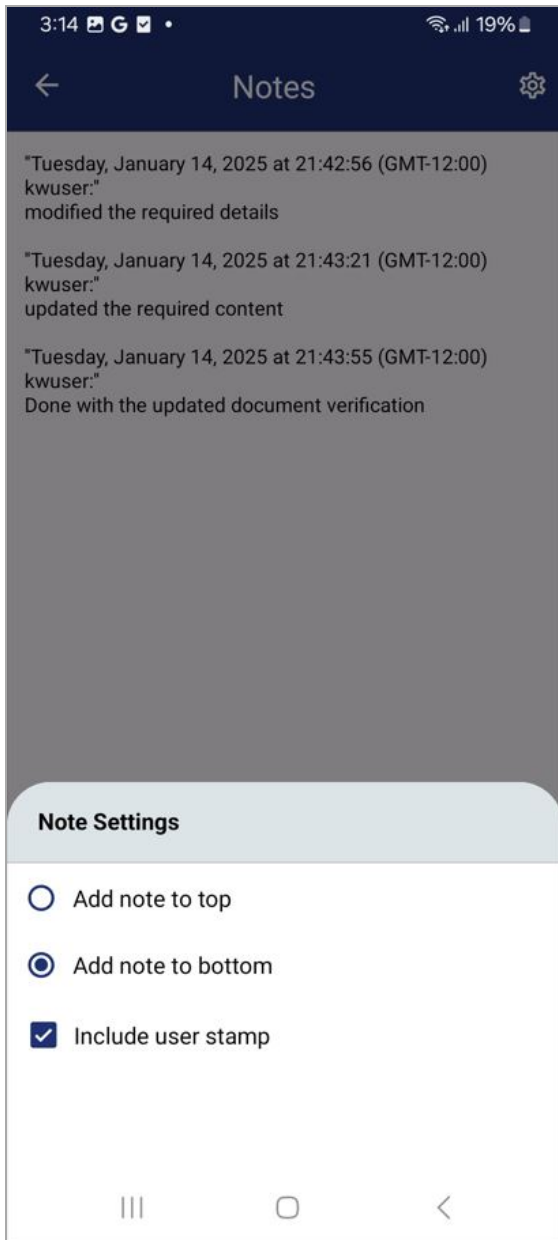 3:14 G 19%
Notes
"Tuesday, January 14, 2025 at 21:42:56 (GMT-12:00)
kwuser:"
modified the required details
"Tuesday, January 14, 2025 at 21:43:21 (GMT-12:00)
kwuser:"
updated the required content
"Tuesday, January 14, 2025 at 21:43:55 (GMT-12:00)
kwuser:"
Done with the updated document verification
Note Settings
Add note to top
Add note to bottom
Include user stamp